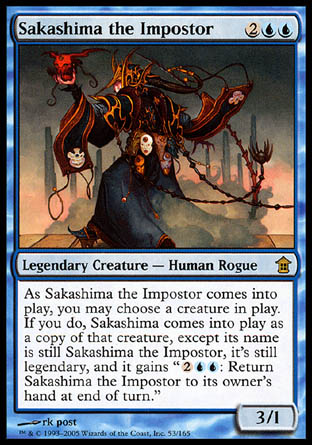 Sakashima the Impostor 2
Legendary Creature — Human Rogue
As Sakashima the Impostor comes into
play, you may choose a creature in play.
If you do, Sakashima comes into play as
a copy of that creature, except its name
is still Sakashima the Impostor, it's still
legendary, and it gains “2: Return
Sakashima the Impostor to its owner's
hand at end of turn.”
rk post
™ & © 1993–2005 Wizards of the Coast, Inc. 53/165
3/1